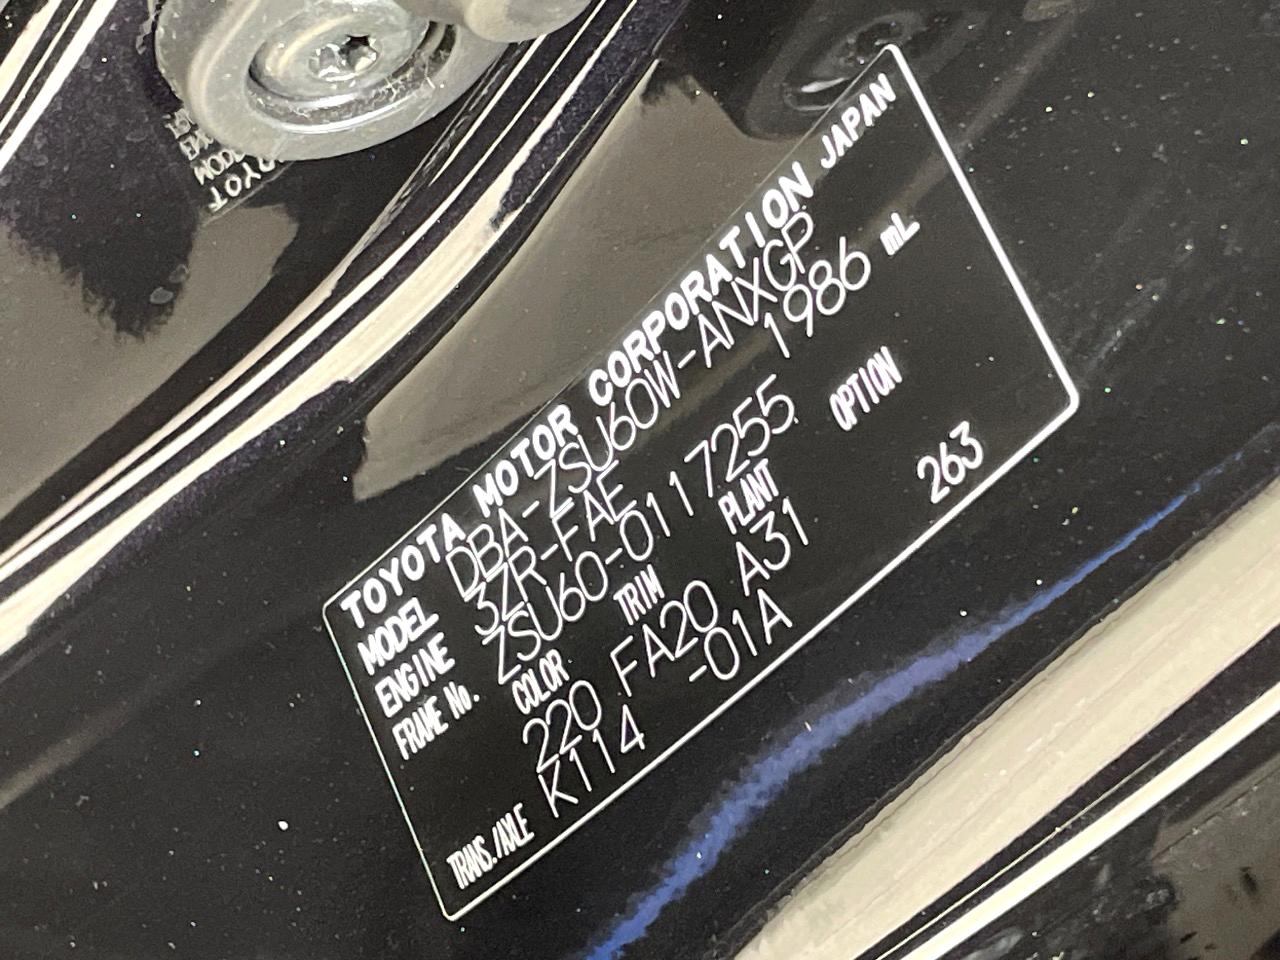 TOYOTA MOTOR CORPORATION JAPAN
MODEL DBA-ZSU60W-ANXGP
ENGINE 3ZR-FAE 1986 mL
FRAME No. ZSU60-0117255
COLOR TRIM PLANT OPTION
220 FA20 A31 263
TRANS./AXLE K114 -01A